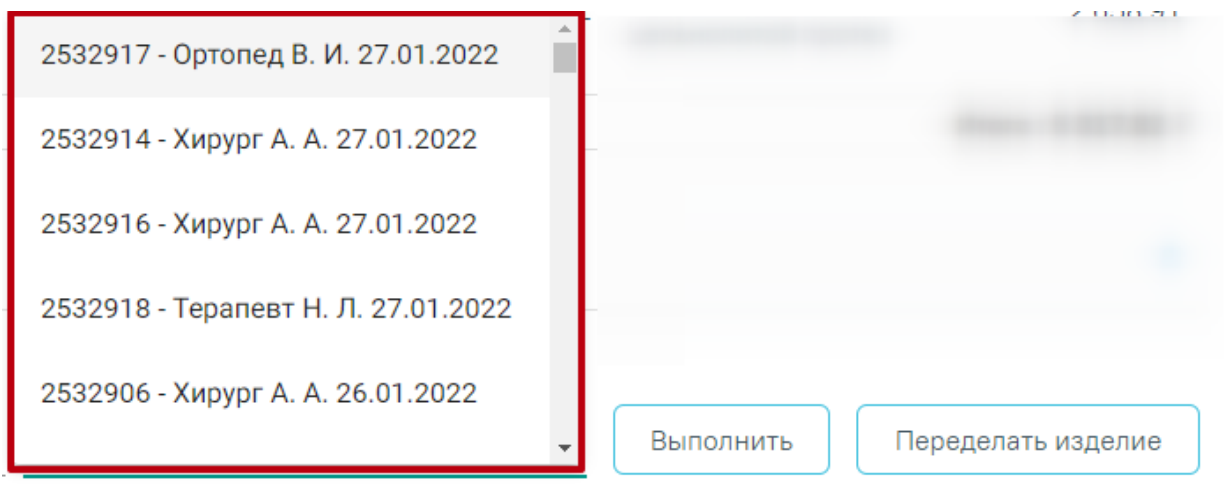 2532917 - Ортопед В. И. 27.01.2022
2532914 - Хирург А. А. 27.01.2022
2532916 - Хирург А. А. 27.01.2022
2532918 - Терапевт Н. Л. 27.01.2022
2532906 - Хирург А. А. 26.01.2022
Выполнить
Переделать изделие